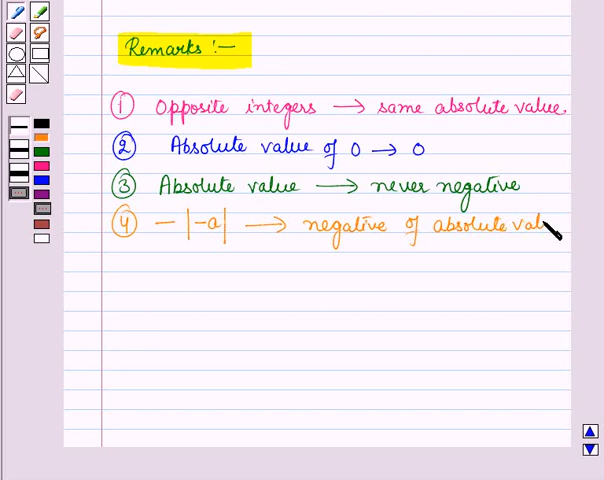 Remarks :-
① Opposite integers → same absolute value.
② Absolute value of 0 → 0
③ Absolute value → never negative
④ - |-a| → negative of absolute val